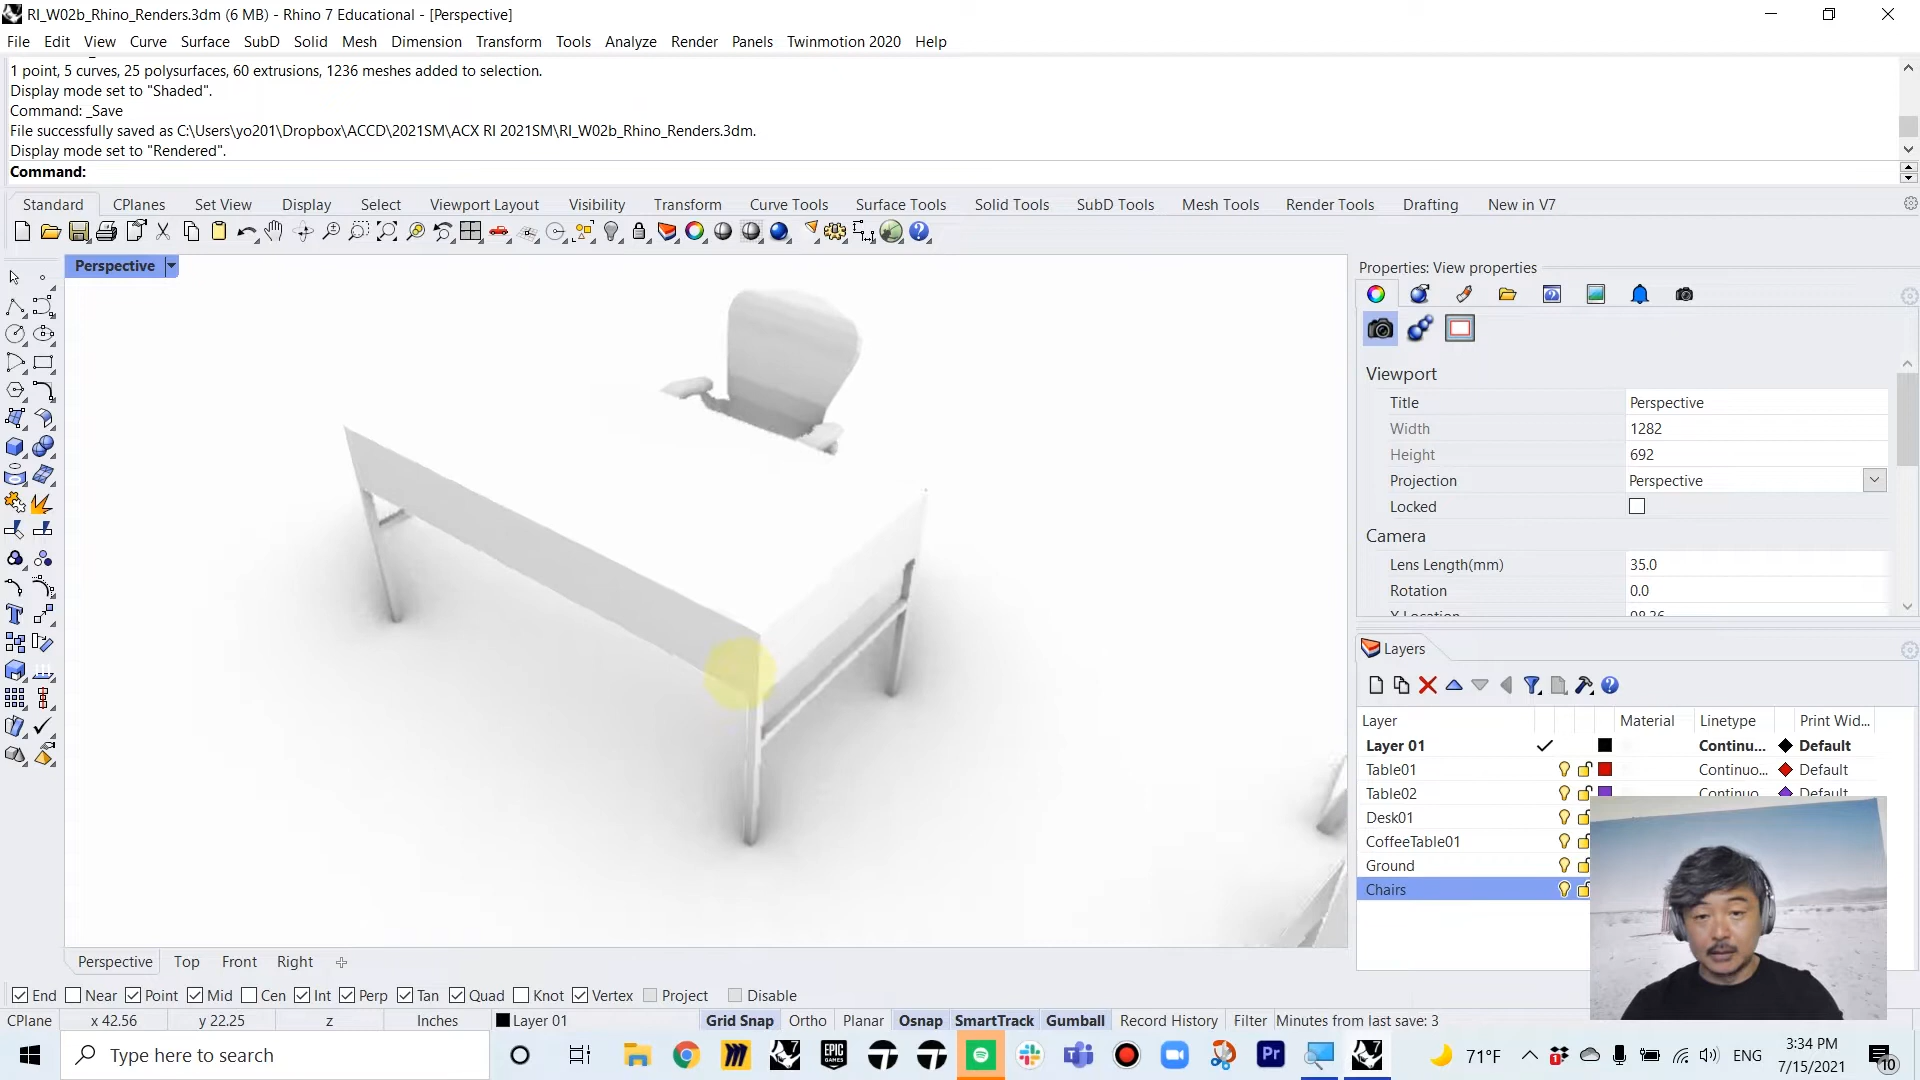 RI_W02b_Rhino_Renders.3dm (6 MB) - Rhino 7 Educational - [Perspective]
File Edit View Curve Surface SubD Solid Mesh Dimension Transform Tools Analyze Render Panels Twinmotion 2020 Help
1 point, 5 curves, 25 polysurfaces, 60 extrusions, 1236 meshes added to selection.
Display mode set to "Shaded".
Command: _Save
File successfully saved as C:\Users\yo201\Dropbox\ACCD\2021SM\ACX RI 2021SM\RI_W02b_Rhino_Renders.3dm.
Display mode set to "Rendered".
Command:
Standard CPlanes Set View Display Select Viewport Layout Visibility Transform Curve Tools Surface Tools Solid Tools SubD Tools Mesh Tools Render Tools Drafting New in V7
Perspective
Properties: View properties
Viewport
Title Perspective
Width 1282
Height 692
Projection Perspective
Locked
Camera
Lens Length(mm) 35.0
Rotation 0.0
X Location 98.26
Layers
Layer Material Linetype Print Wid...
Layer 01 Continu... Default
Table01 Continuo... Default
Table02 Continuo... Default
Desk01
CoffeeTable01
Ground
Chairs
Perspective Top Front Right
End Near Point Mid Cen Int Perp Tan Quad Knot Vertex Project Disable
CPlane x 42.56 y 22.25 z Inches Layer 01 Grid Snap Ortho Planar Osnap SmartTrack Gumball Record History Filter Minutes from last save: 3
Type here to search
EPIC GAMES
Pr
71°F
ENG
3:34 PM
7/15/2021
10